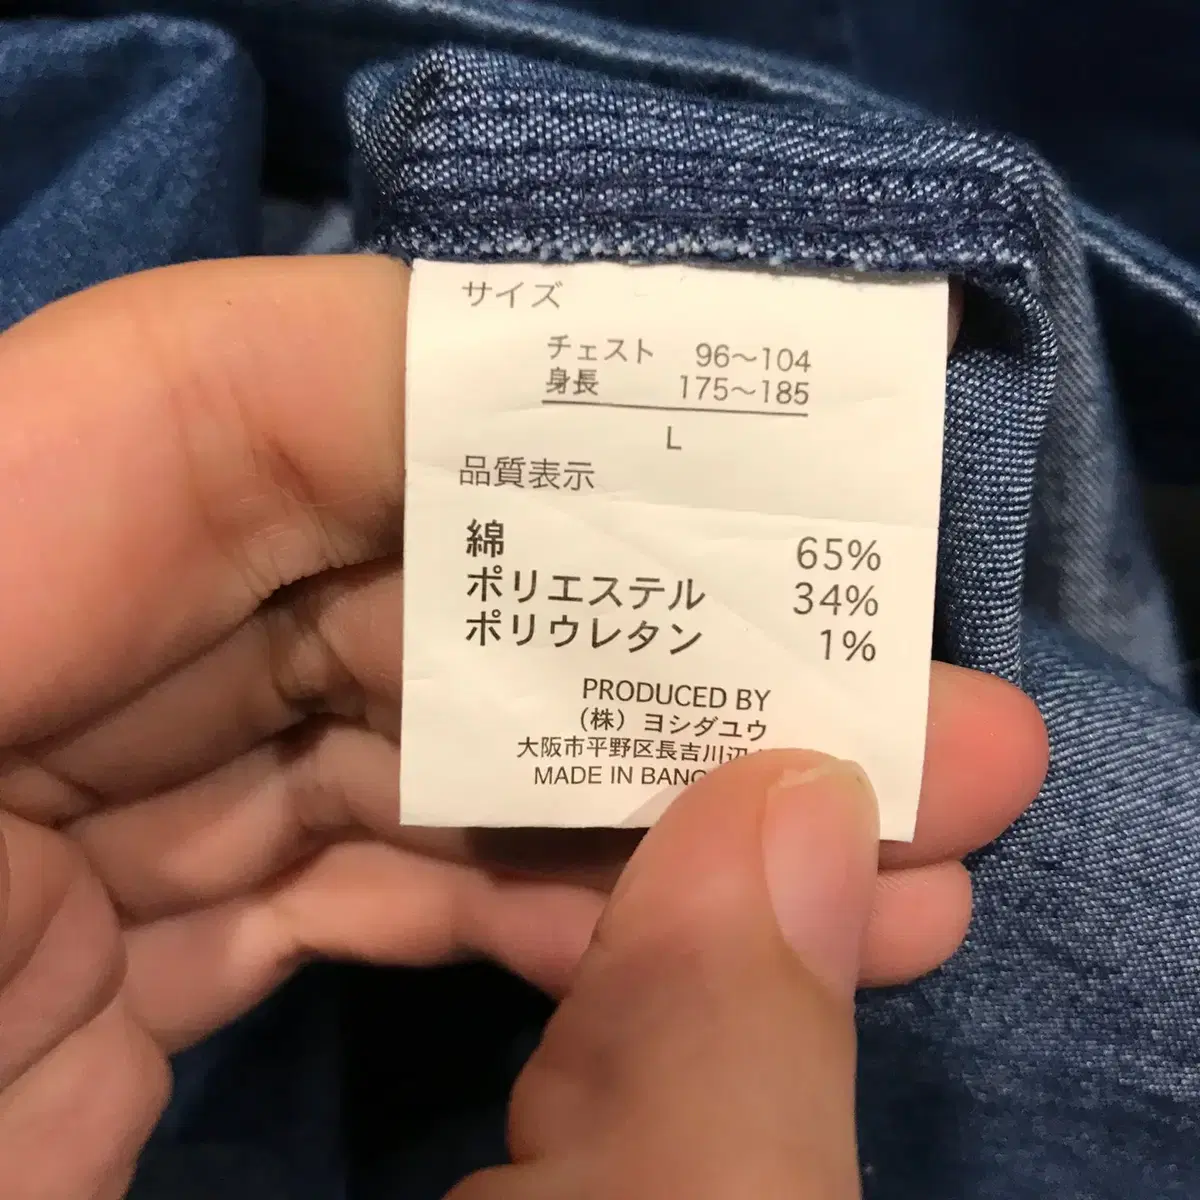 サイズ
チェスト 96〜104
身長 175〜185
L
品質表示
綿 65%
ポリエステル 34%
ポリウレタン 1%
PRODUCED BY
(株) ヨシダユウ
大阪市平野区長吉川辺
MADE IN